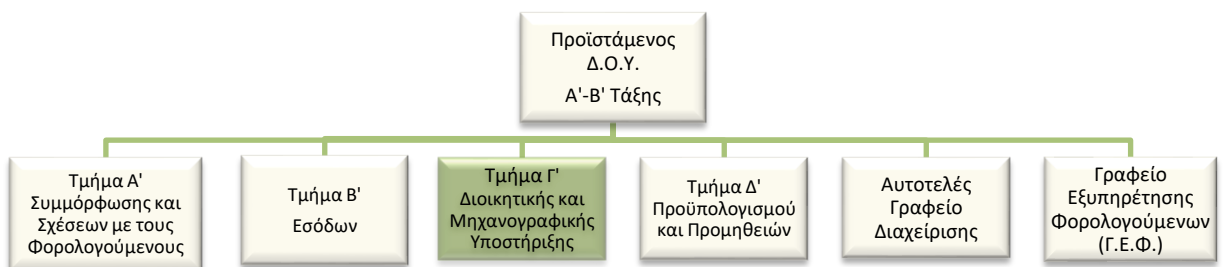 Προϊστάμενος
Δ.Ο.Υ.
Α'-Β' Τάξης
Τμήμα Α'
Συμμόρφωσης και
Σχέσεων με τους
Φορολογούμενους
Τμήμα Β'
Εσόδων
Τμήμα Γ'
Διοικητικής και
Μηχανογραφικής
Υποστήριξης
Τμήμα Δ'
Προϋπολογισμού
και Προμηθειών
Αυτοτελές
Γραφείο
Διαχείρισης
Γραφείο
Εξυπηρέτησης
Φορολογούμενων
(Γ.Ε.Φ.)